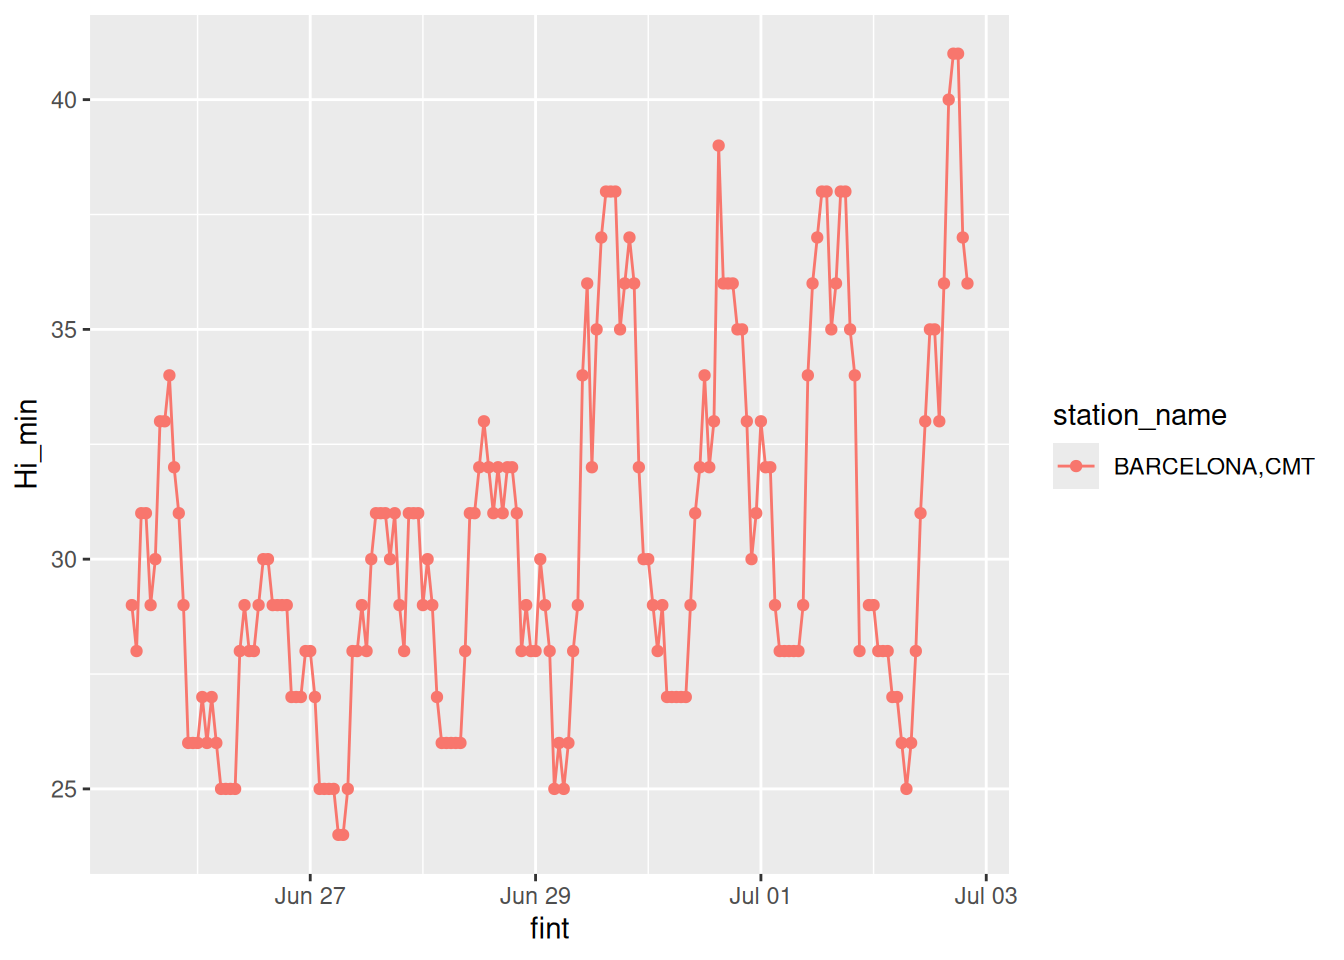 40
35
30
25
Hi_min
Jun 27
Jun 29
Jul 01
Jul 03
fint
station_name
BARCELONA,CMT